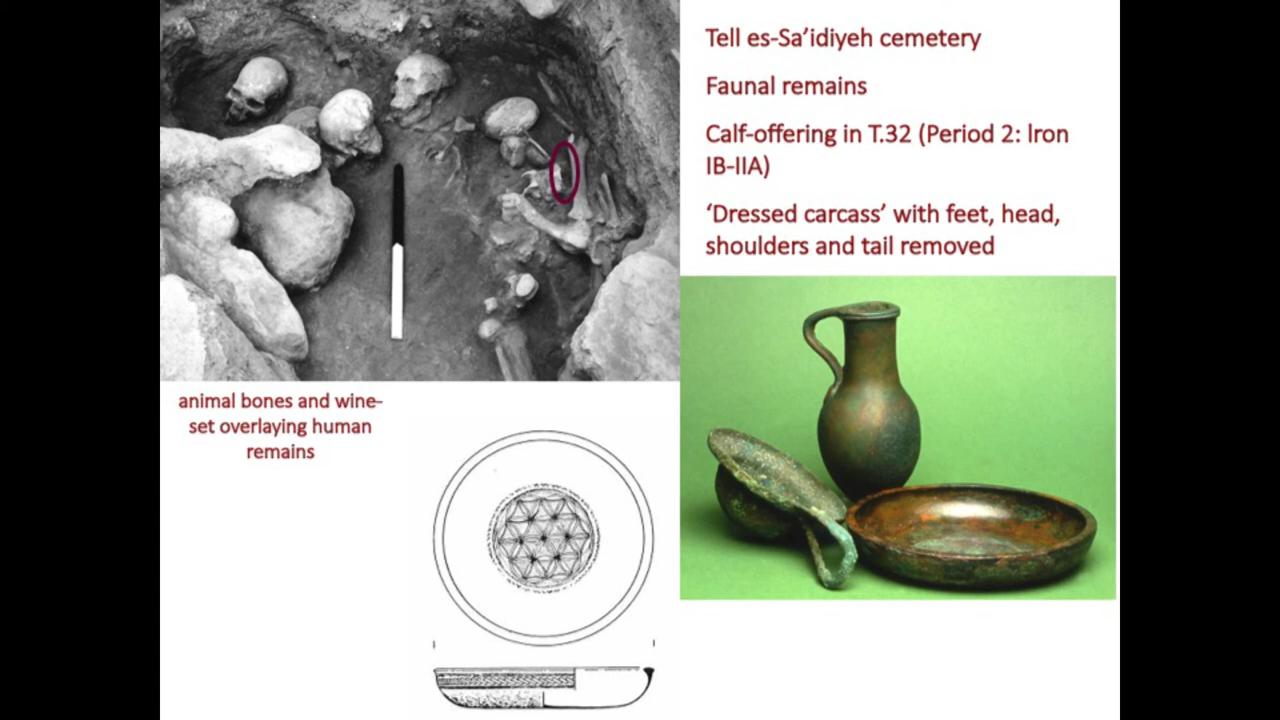 Tell es-Sa’idiyeh cemetery
Faunal remains
Calf-offering in T.32 (Period 2: Iron
IB-IIA)
‘Dressed carcass’ with feet, head,
shoulders and tail removed
animal bones and wine-
set overlaying human
remains